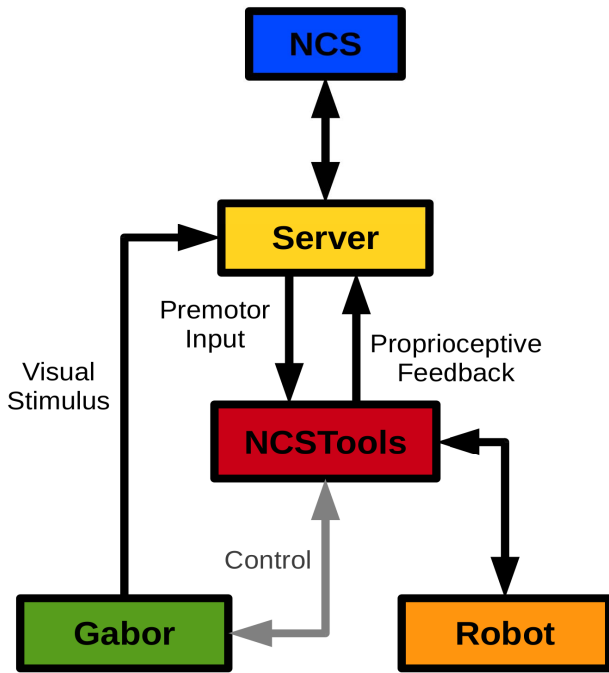 NCS
Server
Premotor
Input
Proprioceptive
Feedback
Visual
Stimulus
NCSTools
Control
Gabor
Robot